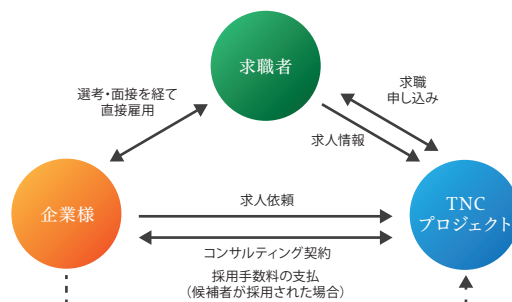 求職者
選考・面接を経て
直接雇用
求職
申し込み
求人情報
企業様
求人依頼
TNC
プロジェクト
コンサルティング契約
採用手数料の支払
（候補者が採用された場合）